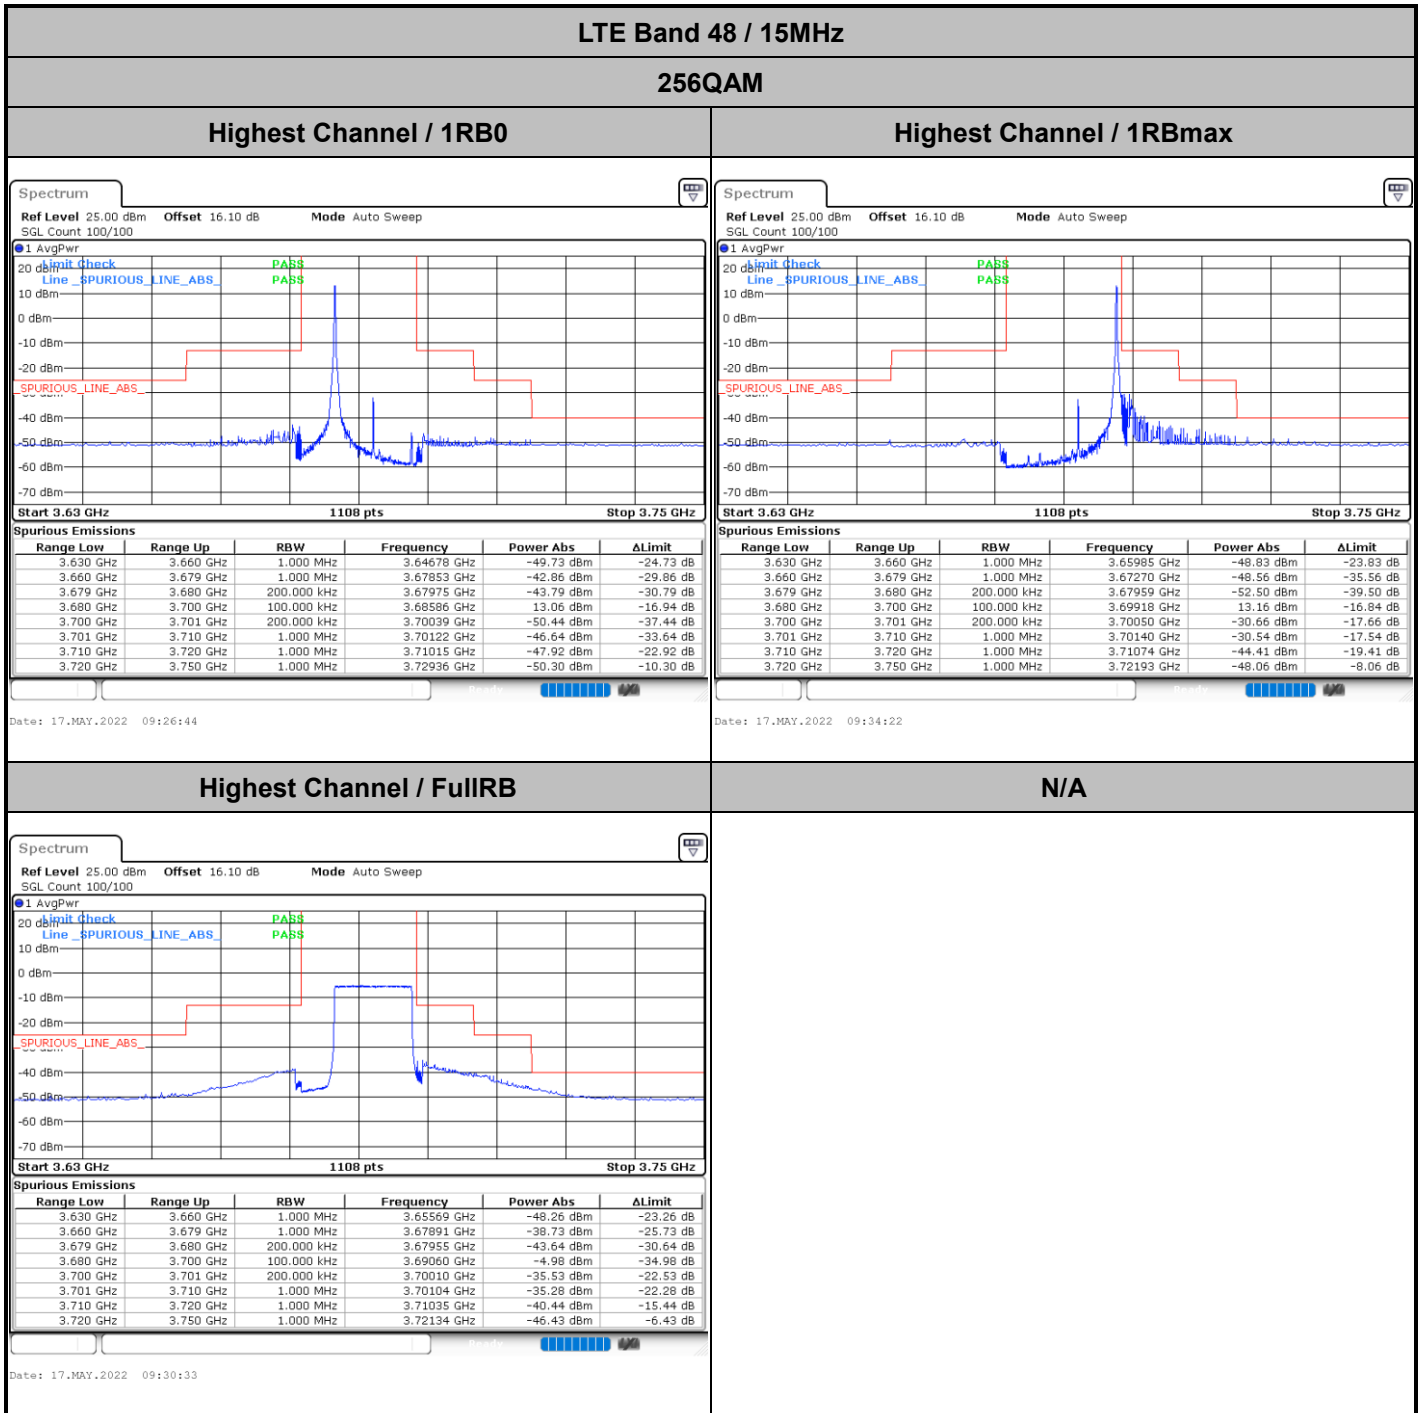 LTE Band 48 / 15MHz
256QAM
Highest Channel / 1RB0
Spectrum
Ref Level 25.00 dBm Offset 16.10 dB Mode Auto Sweep
SGL Count 100/100
1 AvgPwr
20 dBm Limit Check PASS
Line _SPURIOUS_LINE_ABS_ PASS
10 dBm
0 dBm
-10 dBm
-20 dBm
_SPURIOUS_LINE_ABS_
-40 dBm
-50 dBm
-60 dBm
-70 dBm
Start 3.63 GHz 1108 pts Stop 3.75 GHz
Spurious Emissions
Range Low Range Up RBW Frequency Power Abs ΔLimit
3.630 GHz 3.660 GHz 1.000 MHz 3.64678 GHz -49.73 dBm -24.73 dB
3.660 GHz 3.679 GHz 1.000 MHz 3.67853 GHz -42.86 dBm -29.86 dB
3.679 GHz 3.680 GHz 200.000 kHz 3.67975 GHz -43.79 dBm -30.79 dB
3.680 GHz 3.700 GHz 100.000 kHz 3.68586 GHz 13.06 dBm -16.94 dB
3.700 GHz 3.701 GHz 200.000 kHz 3.70039 GHz -50.44 dBm -37.44 dB
3.701 GHz 3.710 GHz 1.000 MHz 3.70122 GHz -46.64 dBm -33.64 dB
3.710 GHz 3.720 GHz 1.000 MHz 3.71015 GHz -47.92 dBm -22.92 dB
3.720 GHz 3.750 GHz 1.000 MHz 3.72936 GHz -50.30 dBm -10.30 dB
Ready
Date: 17.MAY.2022 09:26:44
Highest Channel / 1RBmax
Spectrum
Ref Level 25.00 dBm Offset 16.10 dB Mode Auto Sweep
SGL Count 100/100
1 AvgPwr
20 dBm Limit Check PASS
Line _SPURIOUS_LINE_ABS_ PASS
10 dBm
0 dBm
-10 dBm
-20 dBm
_SPURIOUS_LINE_ABS_
-40 dBm
-50 dBm
-60 dBm
-70 dBm
Start 3.63 GHz 1108 pts Stop 3.75 GHz
Spurious Emissions
Range Low Range Up RBW Frequency Power Abs ΔLimit
3.630 GHz 3.660 GHz 1.000 MHz 3.65985 GHz -48.83 dBm -23.83 dB
3.660 GHz 3.679 GHz 1.000 MHz 3.67270 GHz -48.56 dBm -35.56 dB
3.679 GHz 3.680 GHz 200.000 kHz 3.67959 GHz -52.50 dBm -39.50 dB
3.680 GHz 3.700 GHz 100.000 kHz 3.69918 GHz 13.16 dBm -16.84 dB
3.700 GHz 3.701 GHz 200.000 kHz 3.70050 GHz -30.66 dBm -17.66 dB
3.701 GHz 3.710 GHz 1.000 MHz 3.70140 GHz -30.54 dBm -17.54 dB
3.710 GHz 3.720 GHz 1.000 MHz 3.71074 GHz -44.41 dBm -19.41 dB
3.720 GHz 3.750 GHz 1.000 MHz 3.72193 GHz -48.06 dBm -8.06 dB
Ready
Date: 17.MAY.2022 09:34:22
Highest Channel / FullRB
Spectrum
Ref Level 25.00 dBm Offset 16.10 dB Mode Auto Sweep
SGL Count 100/100
1 AvgPwr
20 dBm Limit Check PASS
Line _SPURIOUS_LINE_ABS_ PASS
10 dBm
0 dBm
-10 dBm
-20 dBm
_SPURIOUS_LINE_ABS_
-40 dBm
-50 dBm
-60 dBm
-70 dBm
Start 3.63 GHz 1108 pts Stop 3.75 GHz
Spurious Emissions
Range Low Range Up RBW Frequency Power Abs ΔLimit
3.630 GHz 3.660 GHz 1.000 MHz 3.65569 GHz -48.26 dBm -23.26 dB
3.660 GHz 3.679 GHz 1.000 MHz 3.67891 GHz -38.73 dBm -25.73 dB
3.679 GHz 3.680 GHz 200.000 kHz 3.67955 GHz -43.64 dBm -30.64 dB
3.680 GHz 3.700 GHz 100.000 kHz 3.69060 GHz -4.98 dBm -34.98 dB
3.700 GHz 3.701 GHz 200.000 kHz 3.70010 GHz -35.53 dBm -22.53 dB
3.701 GHz 3.710 GHz 1.000 MHz 3.70104 GHz -35.28 dBm -22.28 dB
3.710 GHz 3.720 GHz 1.000 MHz 3.71035 GHz -40.44 dBm -15.44 dB
3.720 GHz 3.750 GHz 1.000 MHz 3.72134 GHz -46.43 dBm -6.43 dB
Ready
Date: 17.MAY.2022 09:30:33
N/A